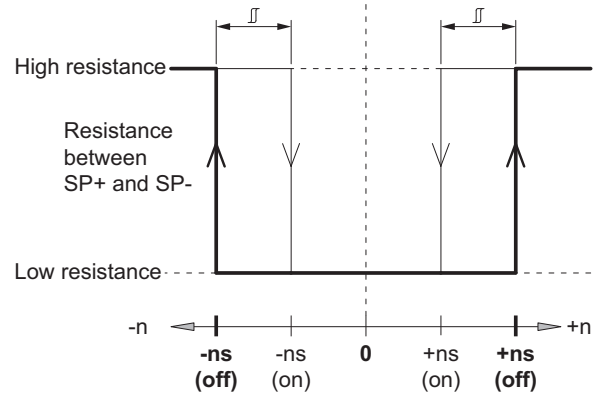 High resistance
Resistance
between
SP+ and SP-
Low resistance
-n
+n
-ns
(off)
-ns
(on)
0
+ns
(on)
+ns
(off)